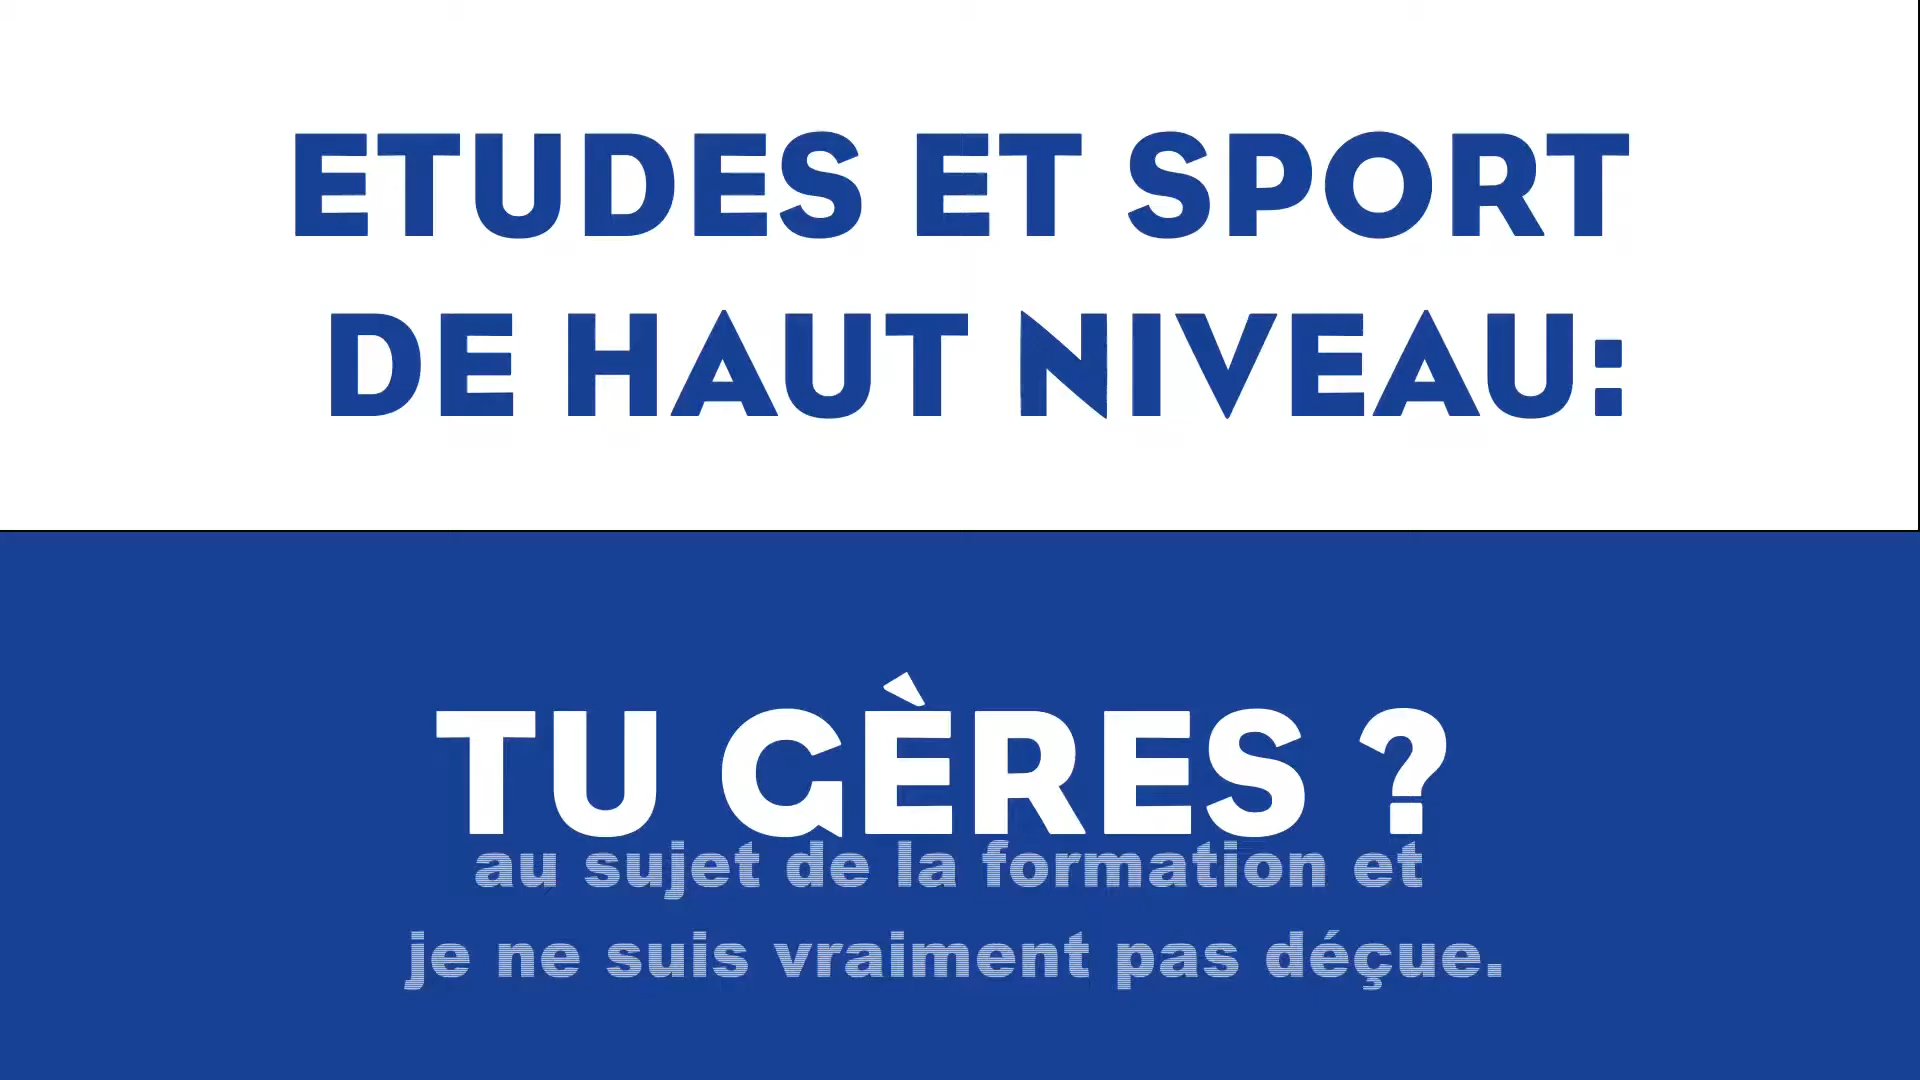 ETUDES ET SPORT
DE HAUT NIVEAU:
TU GÈRES ?
au sujet de la formation et
je ne suis vraiment pas déçue.